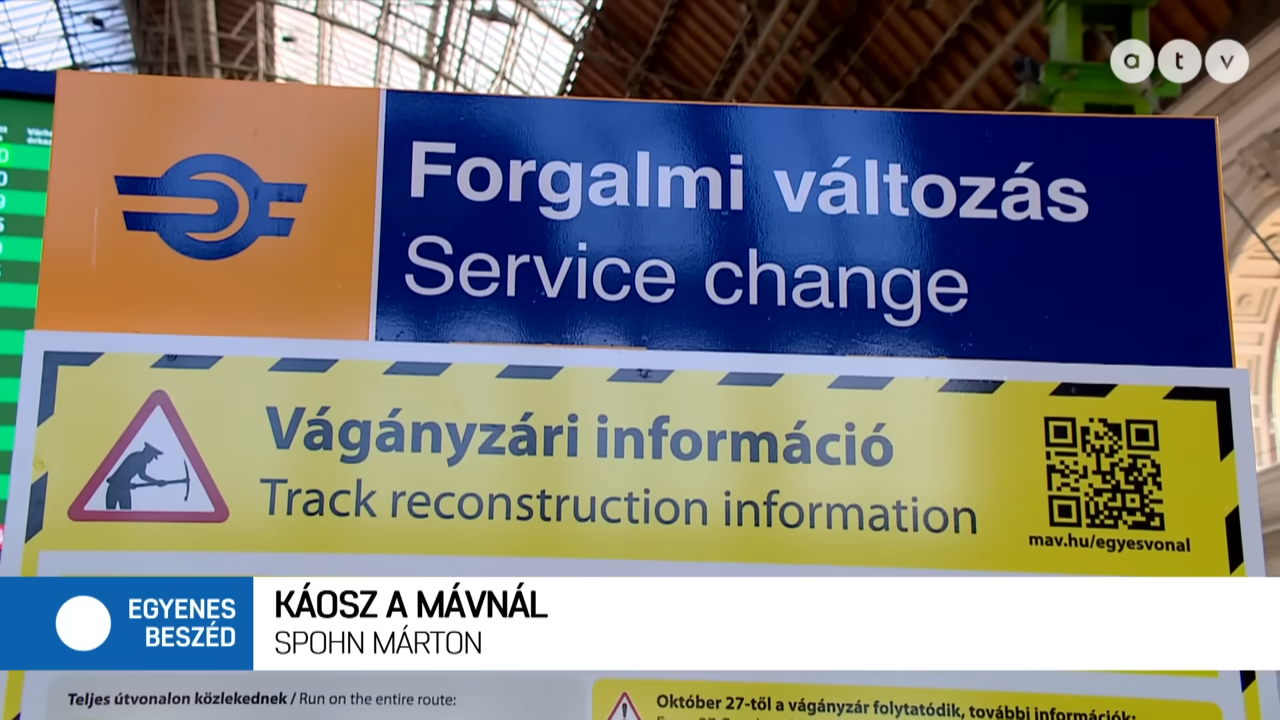 atv
Forgalmi változás
Service change
Vágányzári információ
Track reconstruction information
mav.hu/egyesvonal
EGYENES
BESZÉD
KÁOSZ A MÁVNÁL
SPOHN MÁRTON
Teljes útvonalon közlekednek / Run on the entire route:
Október 27-től a vágányzár folytatódik, további információk: